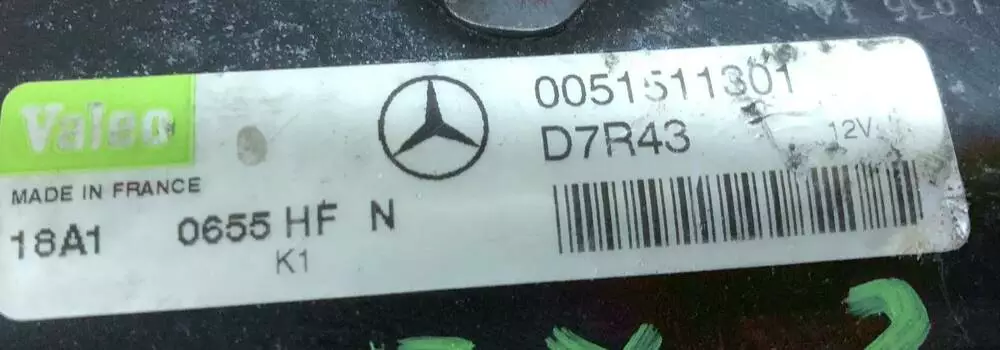 Valeo
MADE IN FRANCE
18A1
0655 HF N
K1
0051511301
D7R43
12V